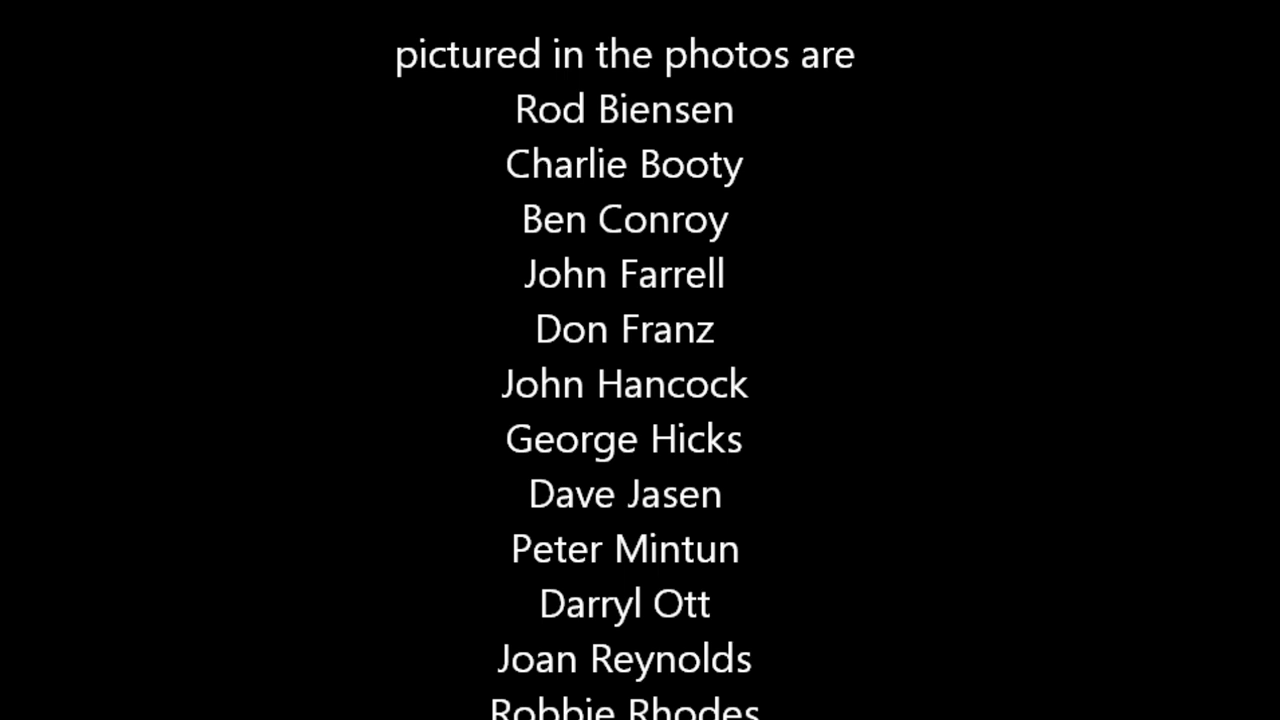 pictured in the photos are
Rod Biensen
Charlie Booty
Ben Conroy
John Farrell
Don Franz
John Hancock
George Hicks
Dave Jasen
Peter Mintun
Darryl Ott
Joan Reynolds
Robbie Rhodes